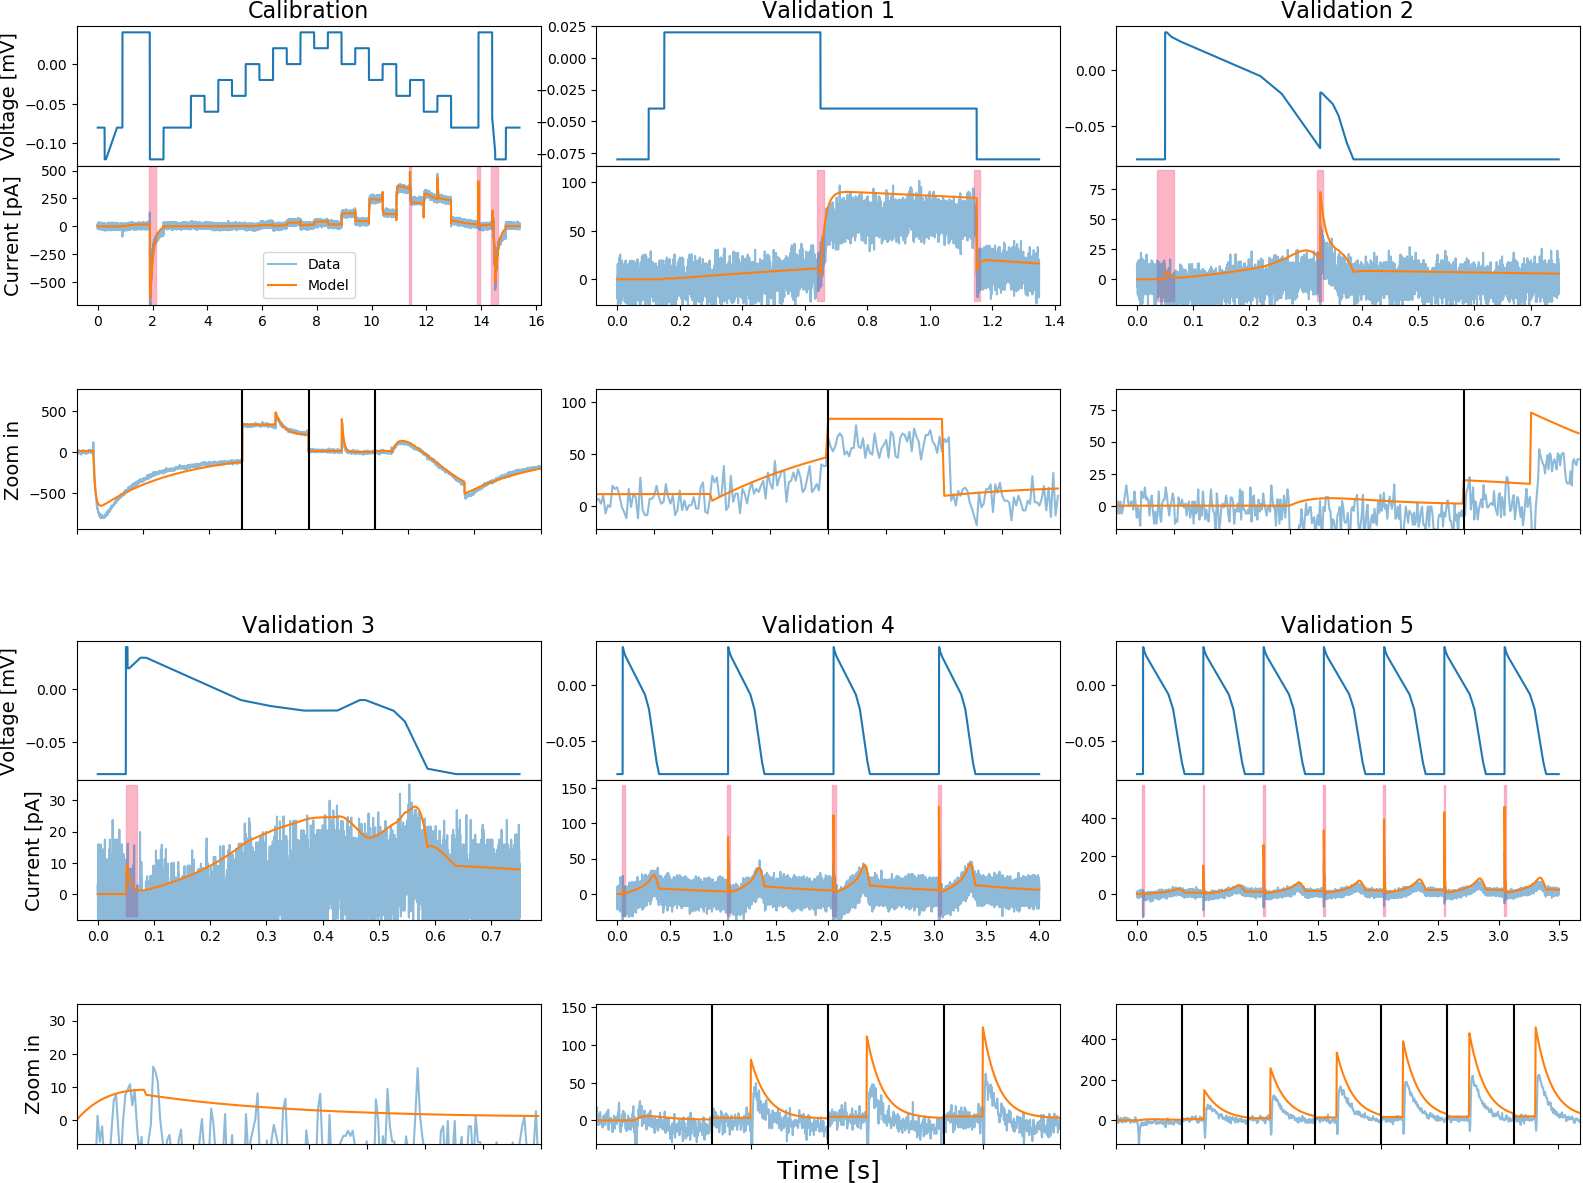 Calibration
Validation 1
Validation 2
Voltage [mV]
0.00
−0.05
−0.10
0.025
0.000
−0.025
−0.050
−0.075
0.00
−0.05
Current [pA]
500
250
0
−250
−500
Data
Model
100
50
0
75
50
25
0
0 2 4 6 8 10 12 14 16
0.0 0.2 0.4 0.6 0.8 1.0 1.2 1.4
0.0 0.1 0.2 0.3 0.4 0.5 0.6 0.7
Zoom in
500
0
−500
100
50
0
75
50
25
0
Validation 3
Validation 4
Validation 5
Voltage [mV]
0.00
−0.05
0.00
−0.05
0.00
−0.05
Current [pA]
30
20
10
0
150
100
50
0
400
200
0
0.0 0.1 0.2 0.3 0.4 0.5 0.6 0.7
0.0 0.5 1.0 1.5 2.0 2.5 3.0 3.5 4.0
0.0 0.5 1.0 1.5 2.0 2.5 3.0 3.5
Zoom in
30
20
10
0
150
100
50
0
400
200
0
Time [s]